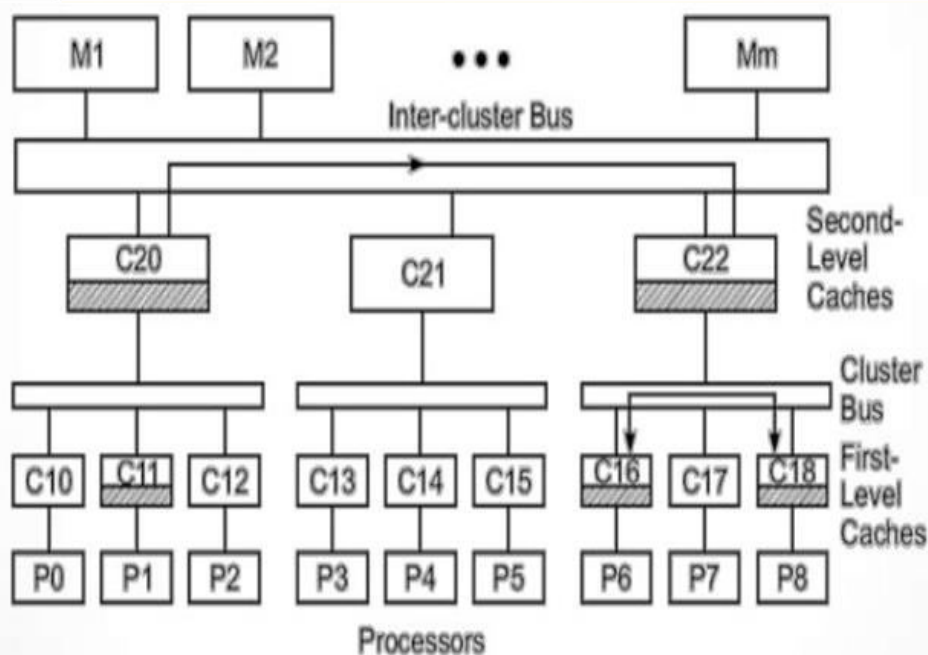 M1 M2 ••• Mm
Inter-cluster Bus
C20 C21 C22
Second-
Level
Caches
Cluster
Bus
C10 C11 C12 C13 C14 C15 C16 C17 C18
First-
Level
Caches
P0 P1 P2 P3 P4 P5 P6 P7 P8
Processors